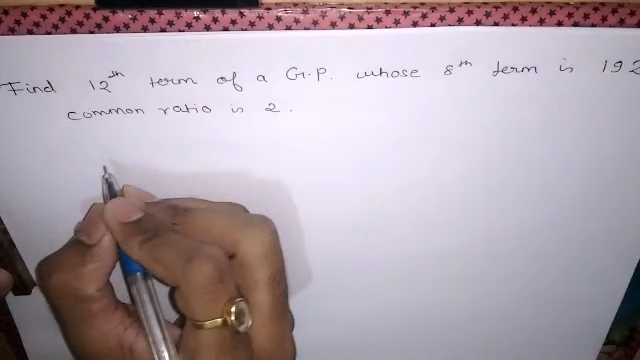 Find 12th term of a G.P. whose 8th term is 192
common ratio is 2.